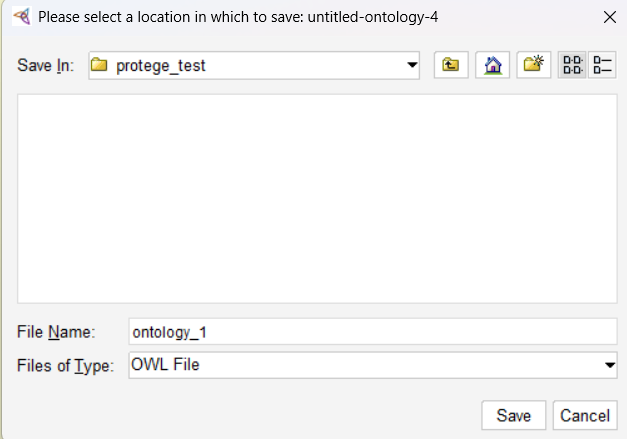 Please select a location in which to save: untitled-ontology-4
Save In: protege_test
File Name: ontology_1
Files of Type: OWL File
Save Cancel